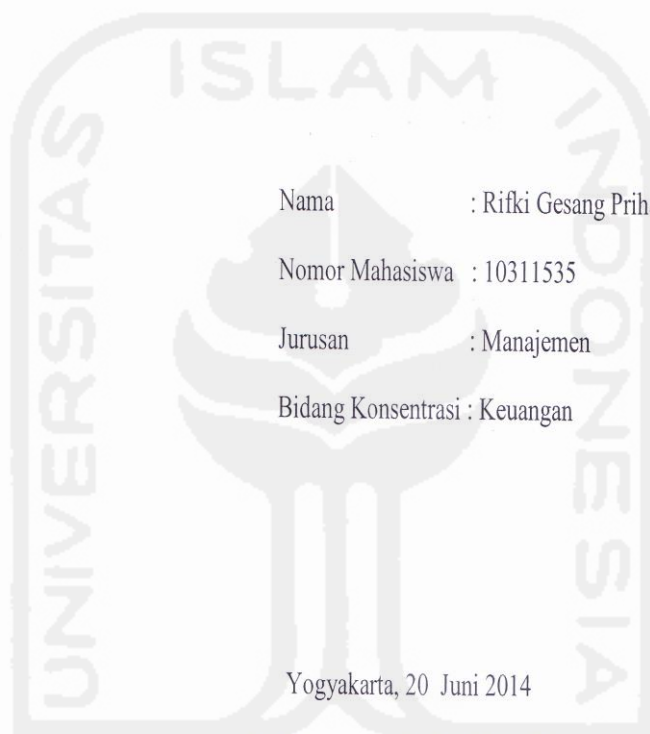 UNIVERSITAS ISLAM INDONESIA
Nama : Rifki Gesang Prih
Nomor Mahasiswa : 10311535
Jurusan : Manajemen
Bidang Konsentrasi : Keuangan
Yogyakarta, 20 Juni 2014